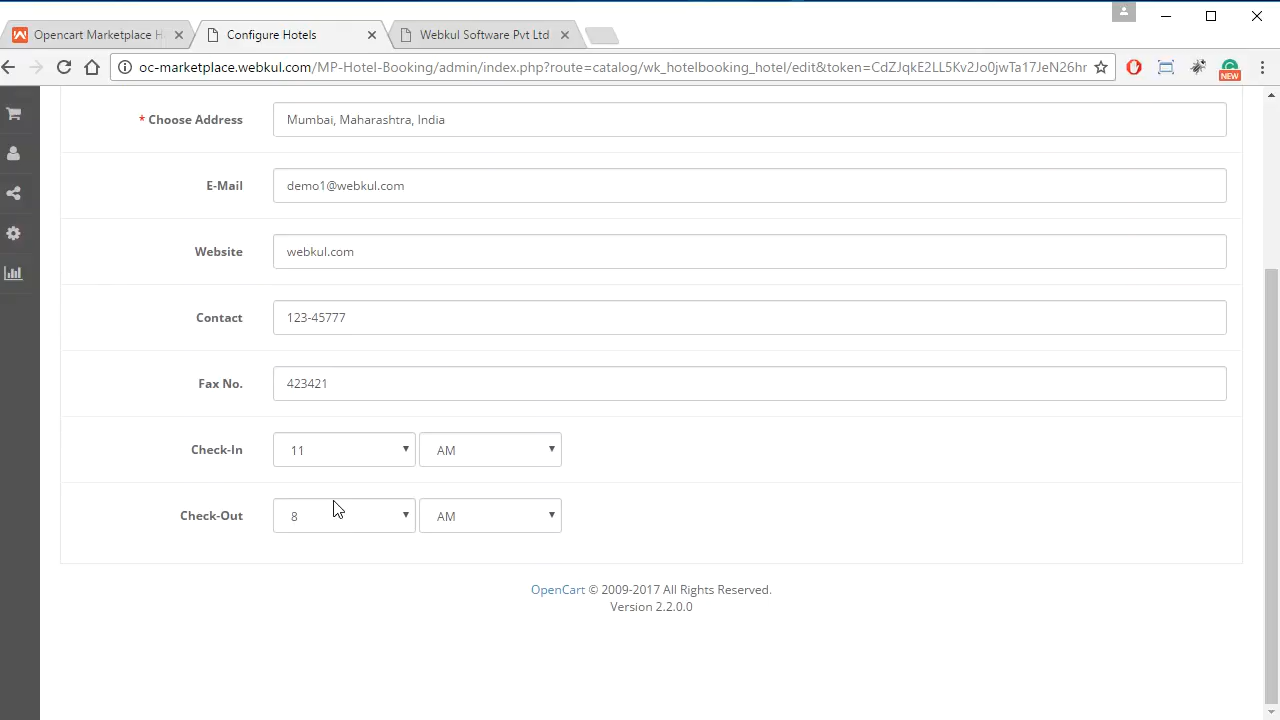 Opencart Marketplace H
Configure Hotels
Webkul Software Pvt Ltd
oc-marketplace.webkul.com/MP-Hotel-Booking/admin/index.php?route=catalog/wk_hotelbooking_hotel/edit&token=CdZJqkE2LL5Kv2Jo0jwTa17JeN26hr
NEW
* Choose Address
Mumbai, Maharashtra, India
E-Mail
demo1@webkul.com
Website
webkul.com
Contact
123-45777
Fax No.
423421
Check-In
11
AM
Check-Out
8
AM
OpenCart © 2009-2017 All Rights Reserved.
Version 2.2.0.0